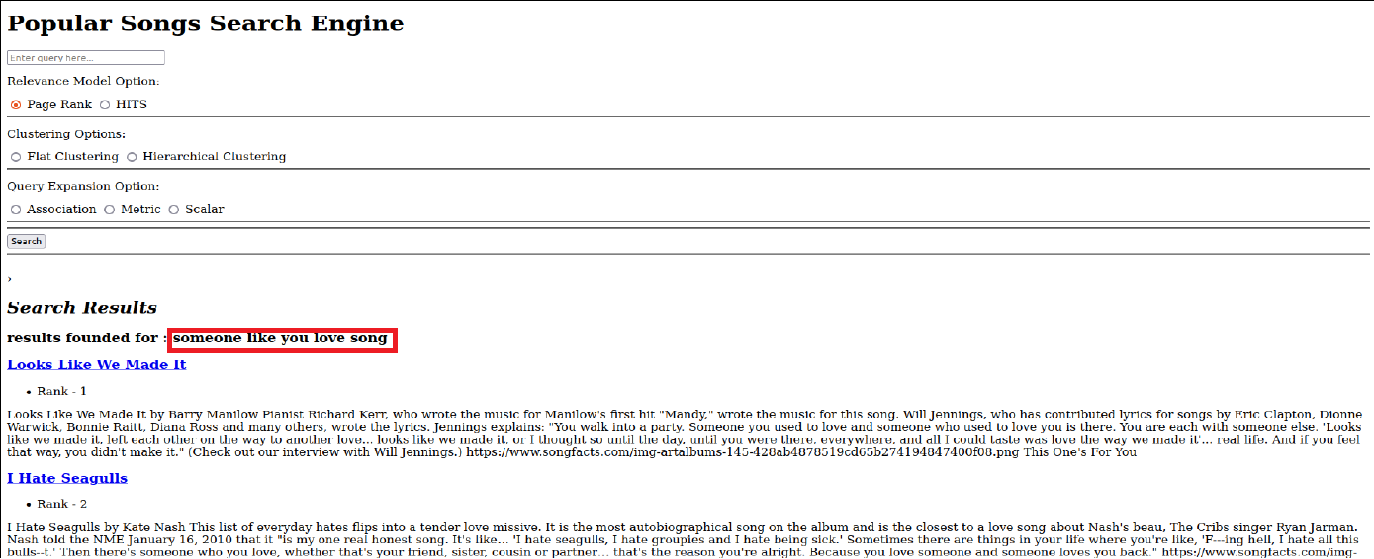 Popular Songs Search Engine
Enter query here...
Relevance Model Option:
Page Rank HITS
Clustering Options:
Flat Clustering Hierarchical Clustering
Query Expansion Option:
Association Metric Scalar
Search
›
Search Results
results founded for : someone like you love song
Looks Like We Made It
• Rank - 1
Looks Like We Made It by Barry Manilow Pianist Richard Kerr, who wrote the music for Manilow's first hit "Mandy," wrote the music for this song. Will Jennings, who has contributed lyrics for songs by Eric Clapton, Dionne
Warwick, Bonnie Raitt, Diana Ross and many others, wrote the lyrics. Jennings explains: "You walk into a party. Someone you used to love and someone who used to love you is there. You are each with someone else. 'Looks
like we made it, left each other on the way to another love... looks like we made it, or I thought so until the day, until you were there, everywhere, and all I could taste was love the way we made it'... real life. And if you feel
that way, you didn't make it." (Check out our interview with Will Jennings.) https://www.songfacts.com/img-artalbums-145-428ab4878519cd65b274194847400f08.png This One's For You
I Hate Seagulls
• Rank - 2
I Hate Seagulls by Kate Nash This list of everyday hates flips into a tender love missive. It is the most autobiographical song on the album and is the closest to a love song about Nash's beau, The Cribs singer Ryan Jarman.
Nash told the NME January 16, 2010 that it "is my one real honest song. It's like... 'I hate seagulls, I hate groupies and I hate being sick.' Sometimes there are things in your life where you're like, 'F---ing hell, I hate all this
bulls--t.' Then there's someone who you love, whether that's your friend, sister, cousin or partner... that's the reason you're alright. Because you love someone and someone loves you back." https://www.songfacts.com/img-